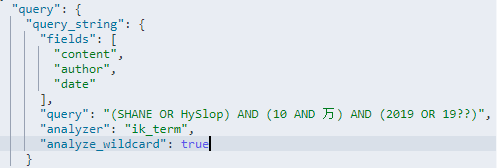 "query": {
"query_string": {
"fields": [
"content",
"author",
"date"
],
"query": "(SHANE OR HySlop) AND (10 AND 万) AND (2019 OR 19??)",
"analyzer": "ik_term",
"analyze_wildcard": true
}